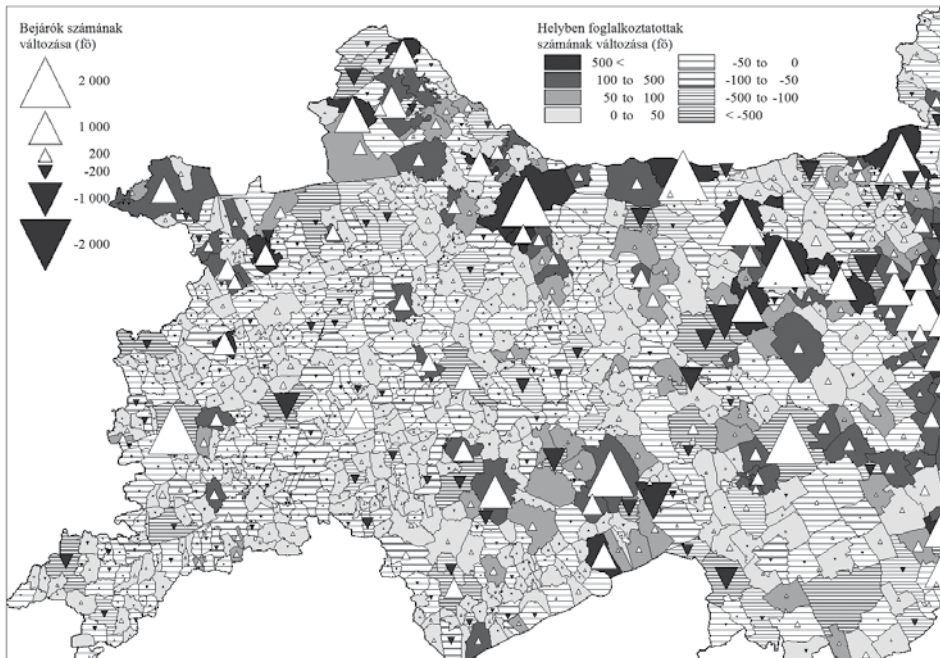 Bejárók számának
változása (fő)
2 000
1 000
200
-200
-1 000
-2 000
Helyben foglalkoztatottak
számának változása (fő)
500 <
100 to 500
50 to 100
0 to 50
-50 to 0
-100 to -50
-500 to -100
< -500